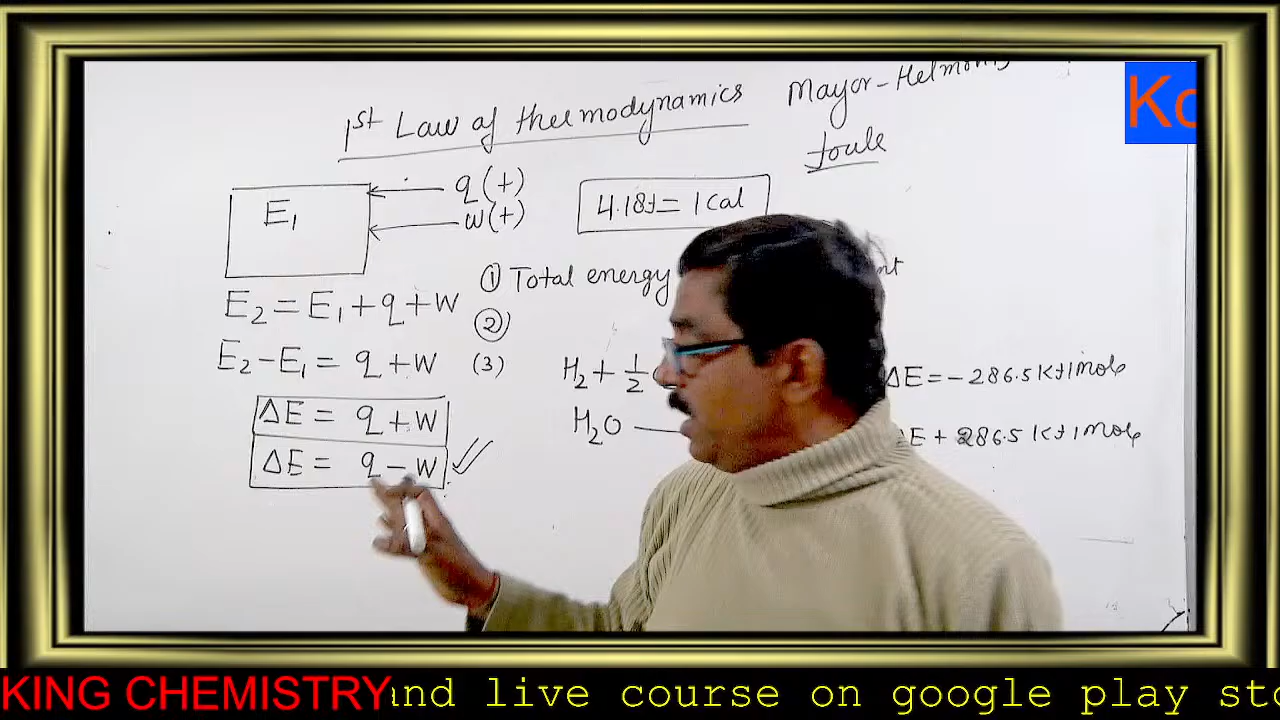 1st Law of thermodynamics
Mayor-Helmon
Joule
Kc
E1
q(+)
w(+)
4.18J = 1 Cal
① Total energy
E2 = E1 + q + w
②
E2 - E1 = q + w
(3)
H2 + 1/2
ΔE = -286.5 KJ/mole
ΔE = q + w
H2O
E + 286.5 KJ/mole
ΔE = q - w
KING CHEMISTRY
and live course on google play sto